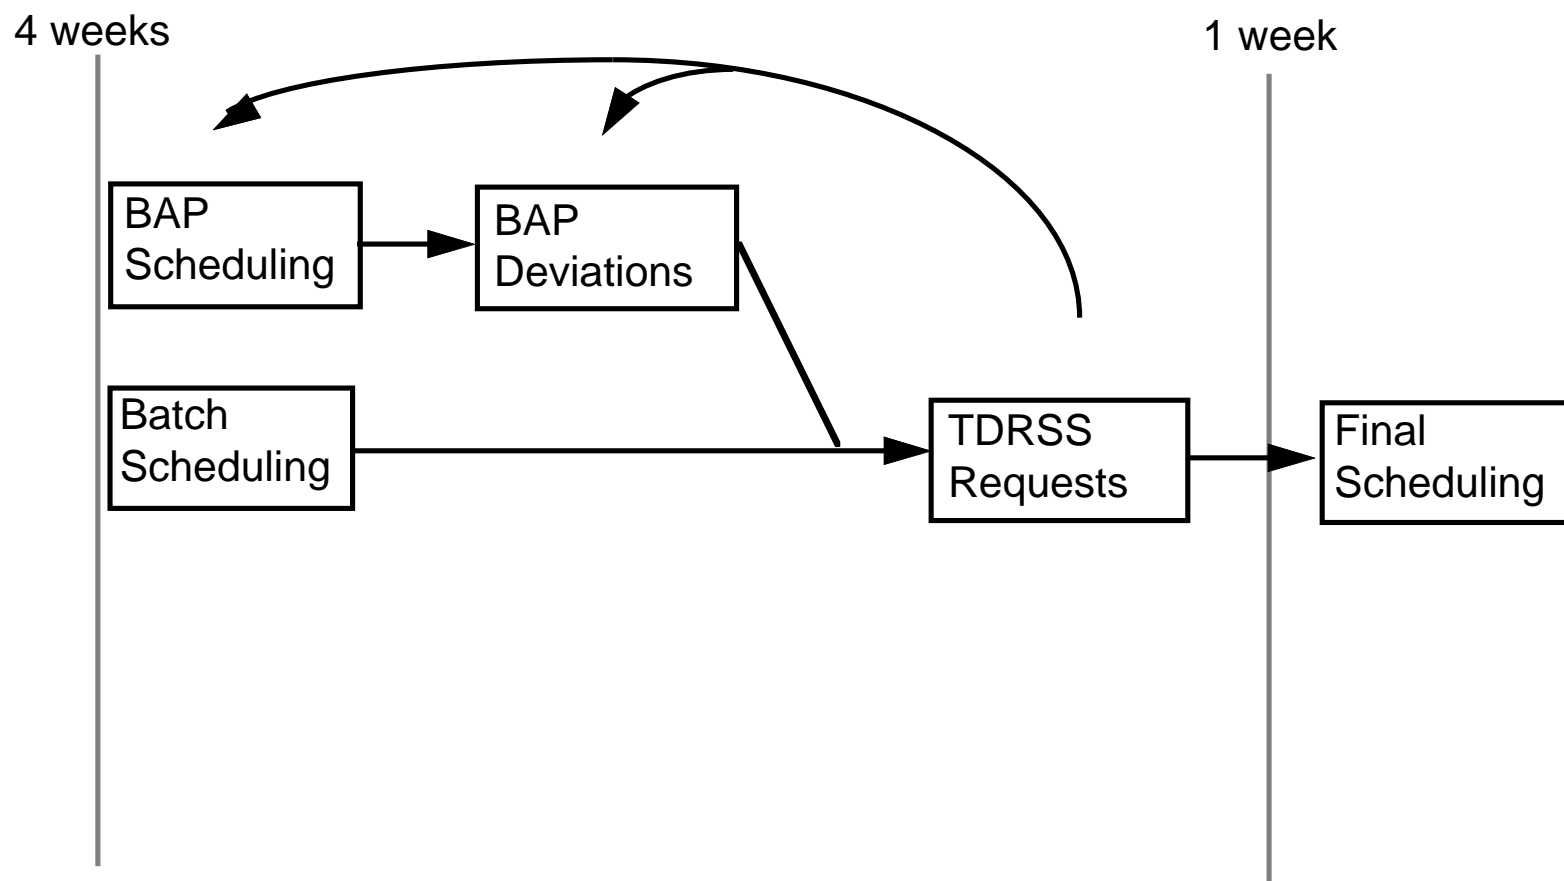 4 weeks
1 week
BAP
Scheduling
BAP
Deviations
Batch
Scheduling
TDRSS
Requests
Final
Scheduling